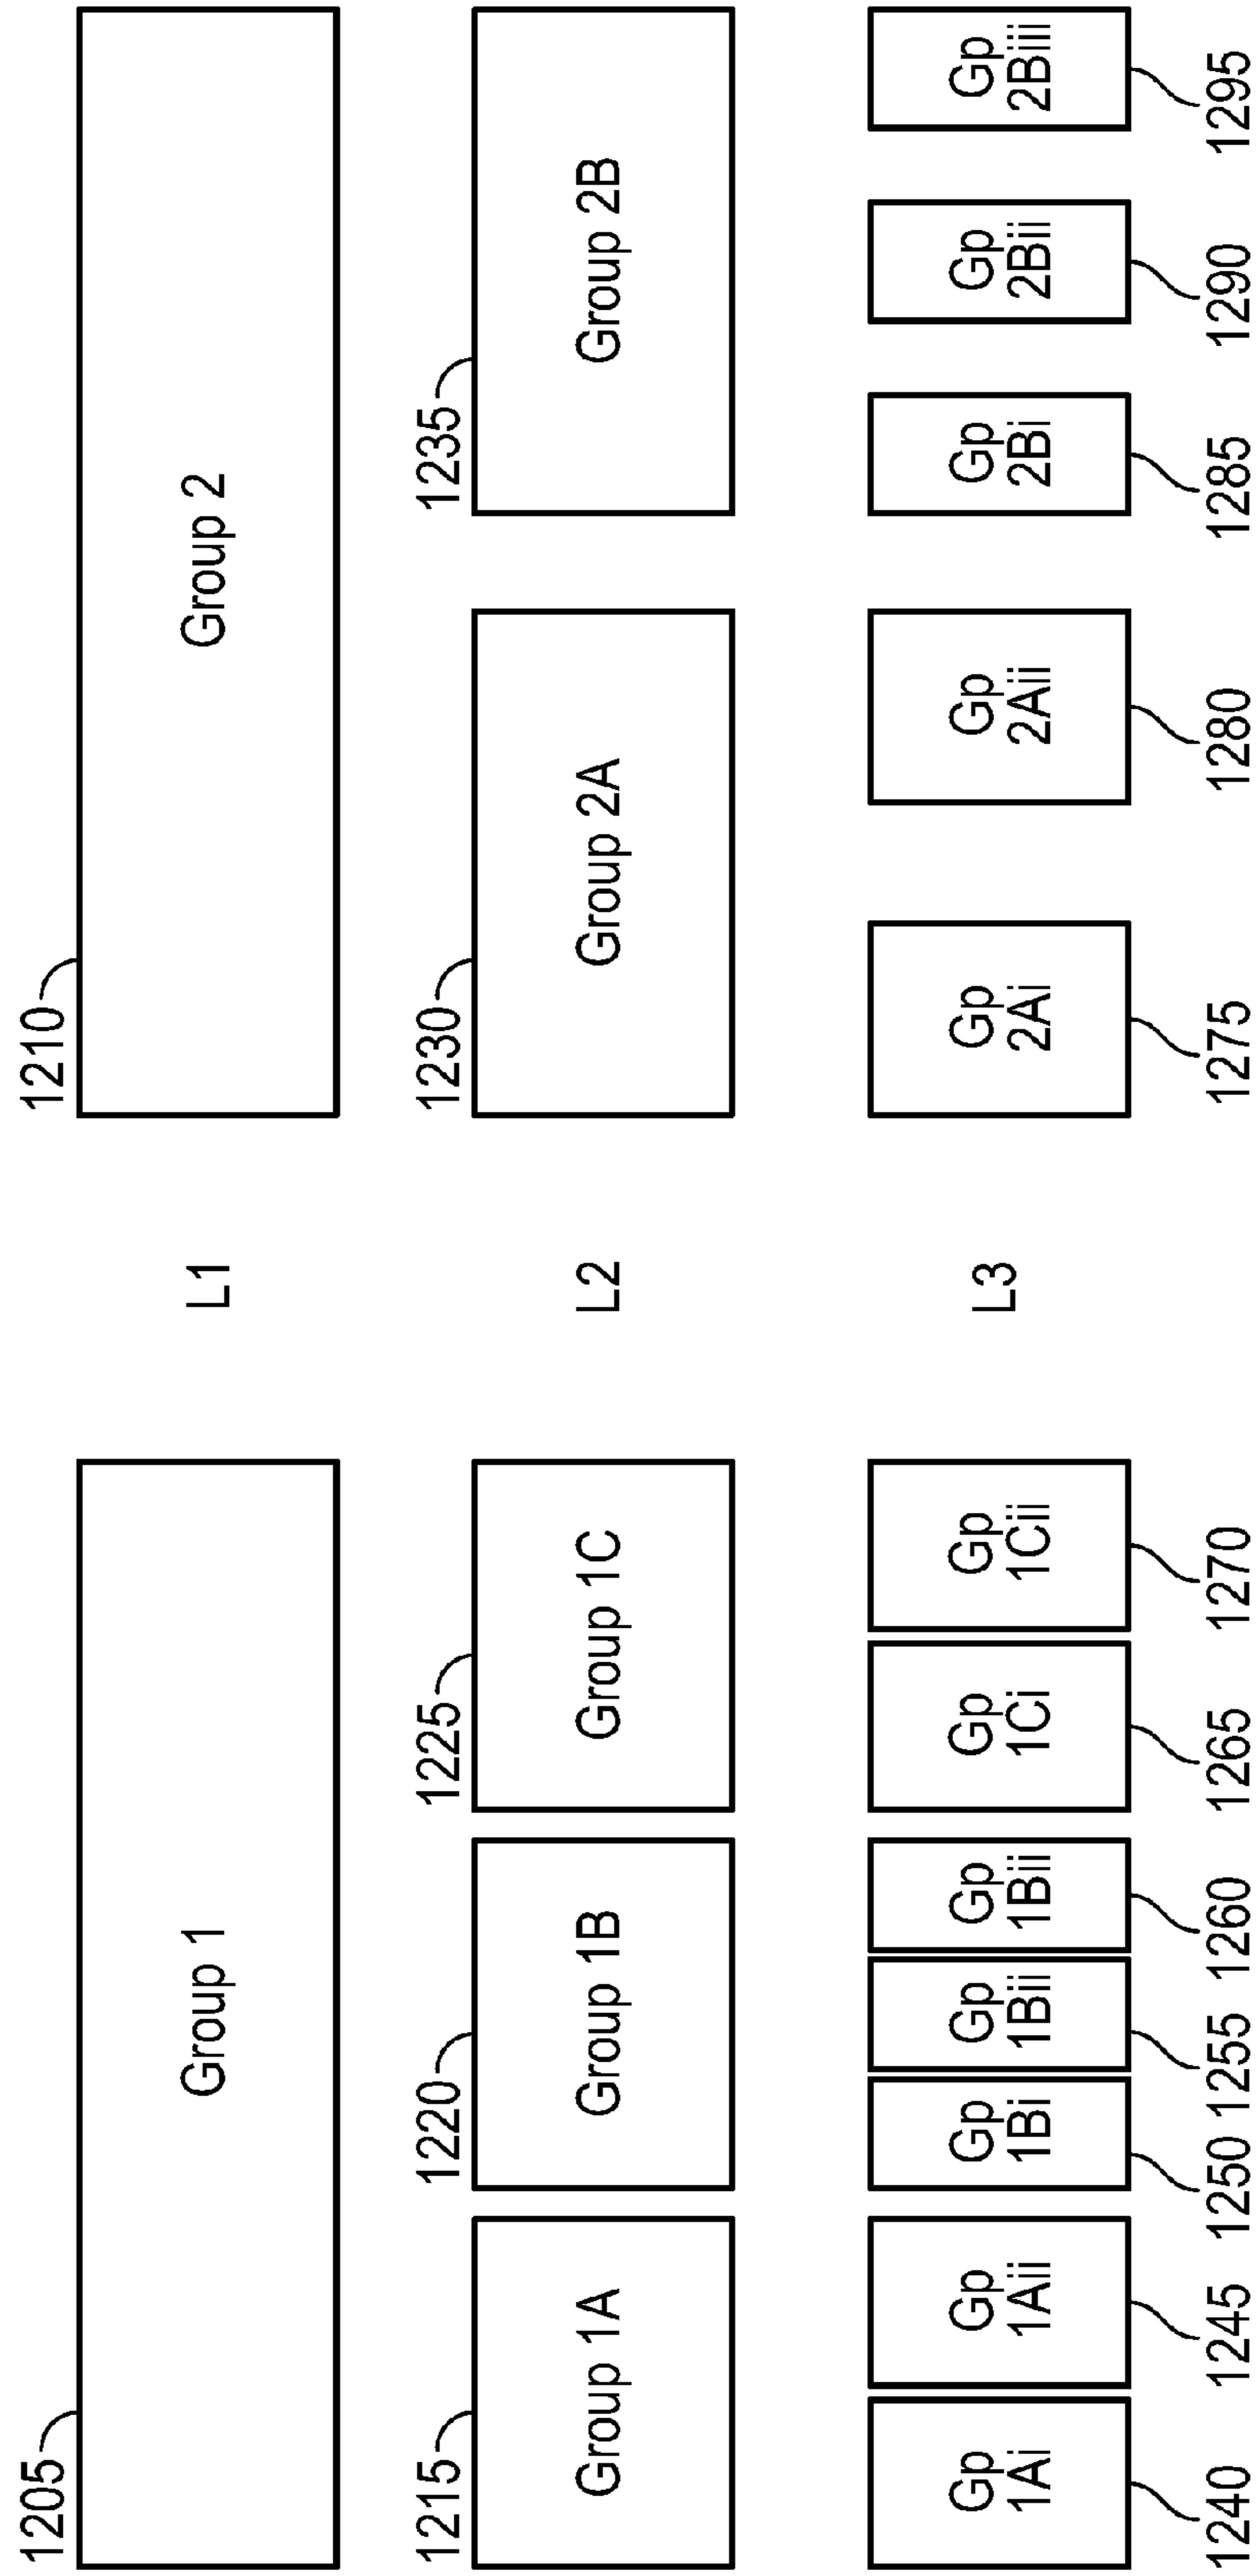 1205
1210
Group 1
L1
Group 2
1215
1220
1225
1230
1235
Group 1A
Group 1B
Group 1C
L2
Group 2A
Group 2B
Gp
1Ai
Gp
1Aii
Gp
1Bi
Gp
1Bii
Gp
1Bii
Gp
1Ci
Gp
1Cii
L3
Gp
2Ai
Gp
2Aii
Gp
2Bi
Gp
2Bii
Gp
2Biii
1240
1245
1250
1255
1260
1265
1270
1275
1280
1285
1290
1295